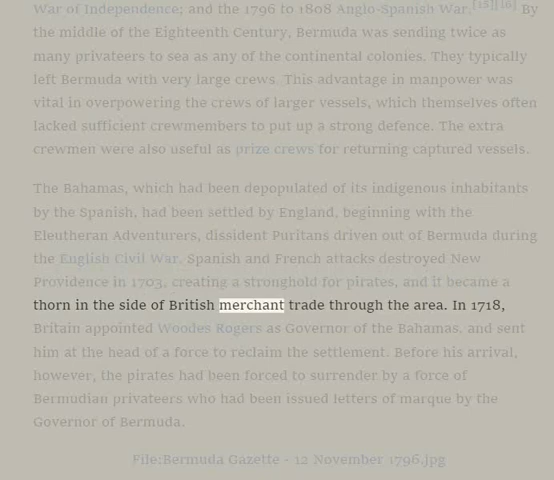 War of Independence; and the 1796 to 1808 Anglo-Spanish War.[15][16] By
the middle of the Eighteenth Century, Bermuda was sending twice as
many privateers to sea as any of the continental colonies. They typically
left Bermuda with very large crews. This advantage in manpower was
vital in overpowering the crews of larger vessels, which themselves often
lacked sufficient crewmembers to put up a strong defence. The extra
crewmen were also useful as prize crews for returning captured vessels.
The Bahamas, which had been depopulated of its indigenous inhabitants
by the Spanish, had been settled by England, beginning with the
Eleutheran Adventurers, dissident Puritans driven out of Bermuda during
the English Civil War. Spanish and French attacks destroyed New
Providence in 1703, creating a stronghold for pirates, and it became a
thorn in the side of British merchant trade through the area. In 1718,
Britain appointed Woodes Rogers as Governor of the Bahamas, and sent
him at the head of a force to reclaim the settlement. Before his arrival,
however, the pirates had been forced to surrender by a force of
Bermudian privateers who had been issued letters of marque by the
Governor of Bermuda.
File:Bermuda Gazette - 12 November 1796.jpg